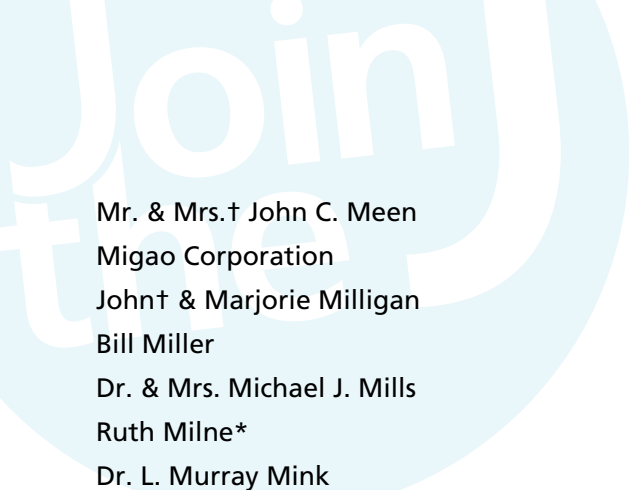 Join
the J
Mr. & Mrs.† John C. Meen
Migao Corporation
John† & Marjorie Milligan
Bill Miller
Dr. & Mrs. Michael J. Mills
Ruth Milne*
Dr. L. Murray Mink